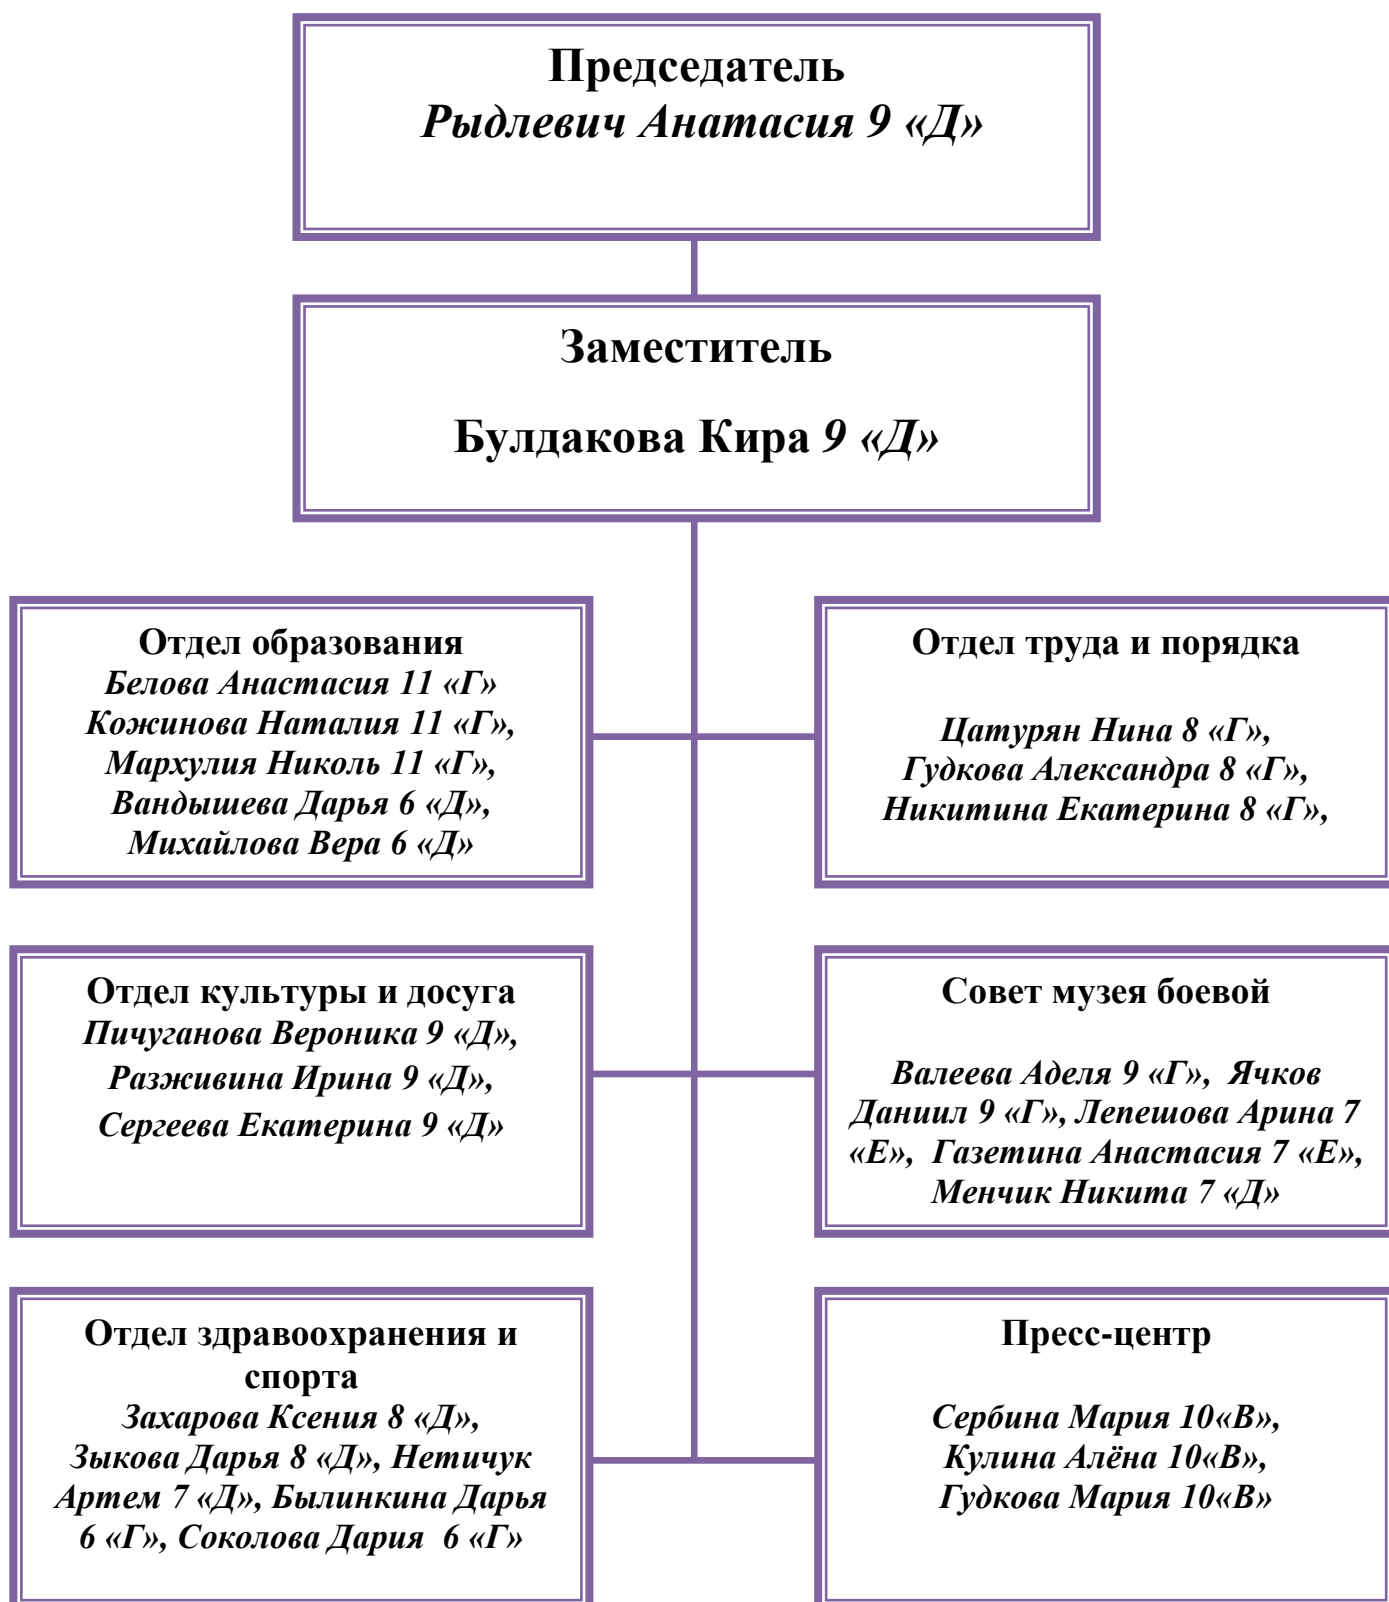 Председатель
Рыдлевич Анатасия 9 «Д»
Заместитель
Булдакова Кира 9 «Д»
Отдел образования
Белова Анастасия 11 «Г»
Кожинова Наталия 11 «Г»,
Мархулия Николь 11 «Г»,
Вандышева Дарья 6 «Д»,
Михайлова Вера 6 «Д»
Отдел труда и порядка
Цатурян Нина 8 «Г»,
Гудкова Александра 8 «Г»,
Никитина Екатерина 8 «Г»,
Отдел культуры и досуга
Пичуганова Вероника 9 «Д»,
Разживина Ирина 9 «Д»,
Сергеева Екатерина 9 «Д»
Совет музея боевой
Валеева Аделя 9 «Г», Ячков
Даниил 9 «Г», Лепешова Арина 7
«Е», Газетина Анастасия 7 «Е»,
Менчик Никита 7 «Д»
Отдел здравоохранения и
спорта
Захарова Ксения 8 «Д»,
Зыкова Дарья 8 «Д», Нетичук
Артем 7 «Д», Былинкина Дарья
6 «Г», Соколова Дария 6 «Г»
Пресс-центр
Сербина Мария 10«В»,
Кулина Алёна 10«В»,
Гудкова Мария 10«В»